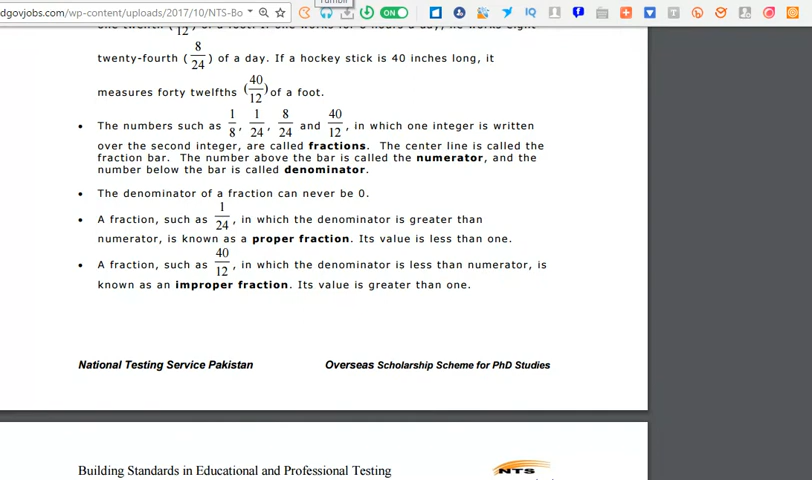 dgovjobs.com/wp-content/uploads/2017/10/NTS-Bo
Tumblr
ON
IQ
twenty-fourth (8/24) of a day. If a hockey stick is 40 inches long, it
measures forty twelfths (40/12) of a foot.
• The numbers such as 1/8, 1/24, 8/24 and 40/12, in which one integer is written
over the second integer, are called fractions. The center line is called the
fraction bar. The number above the bar is called the numerator, and the
number below the bar is called denominator.
• The denominator of a fraction can never be 0.
• A fraction, such as 1/24, in which the denominator is greater than
numerator, is known as a proper fraction. Its value is less than one.
• A fraction, such as 40/12, in which the denominator is less than numerator, is
known as an improper fraction. Its value is greater than one.
National Testing Service Pakistan
Overseas Scholarship Scheme for PhD Studies
Building Standards in Educational and Professional Testing
NTS